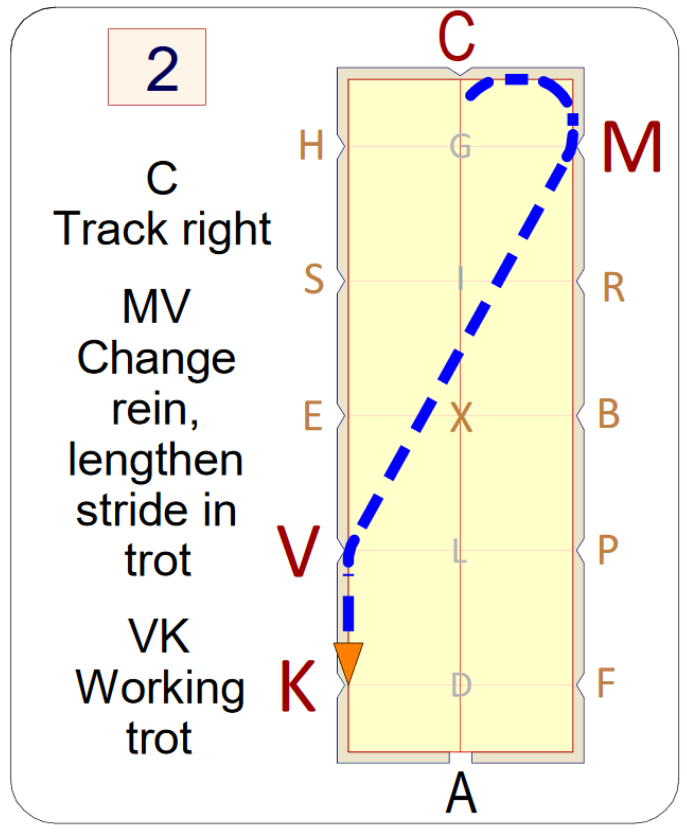 2
C
Track right
MV
Change
rein,
lengthen
stride in
trot
VK
Working
trot
C
H G M
S I R
E X B
V L P
K D F
A